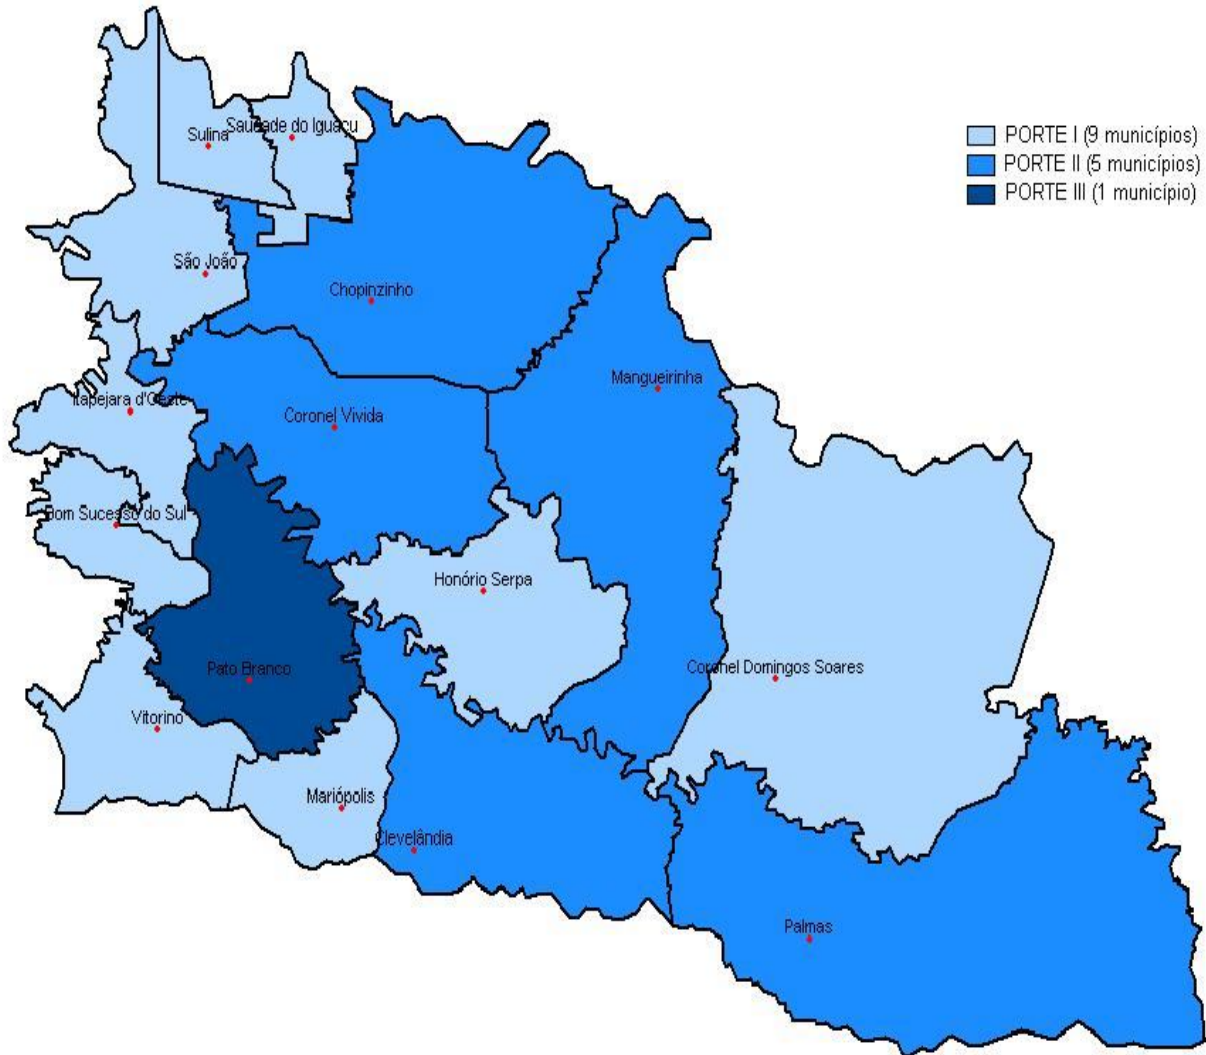 Saudade do Iguaçu
Sulina
PORTE I (9 municípios)
PORTE II (5 municípios)
PORTE III (1 município)
São João
Chopinzinho
Mangueirinha
Itapejara d'Oeste
Coronel Vivida
Bom Sucesso do Sul
Honório Serpa
Coronel Domingos Soares
Pato Branco
Vitorino
Mariópolis
Clevelândia
Palmas